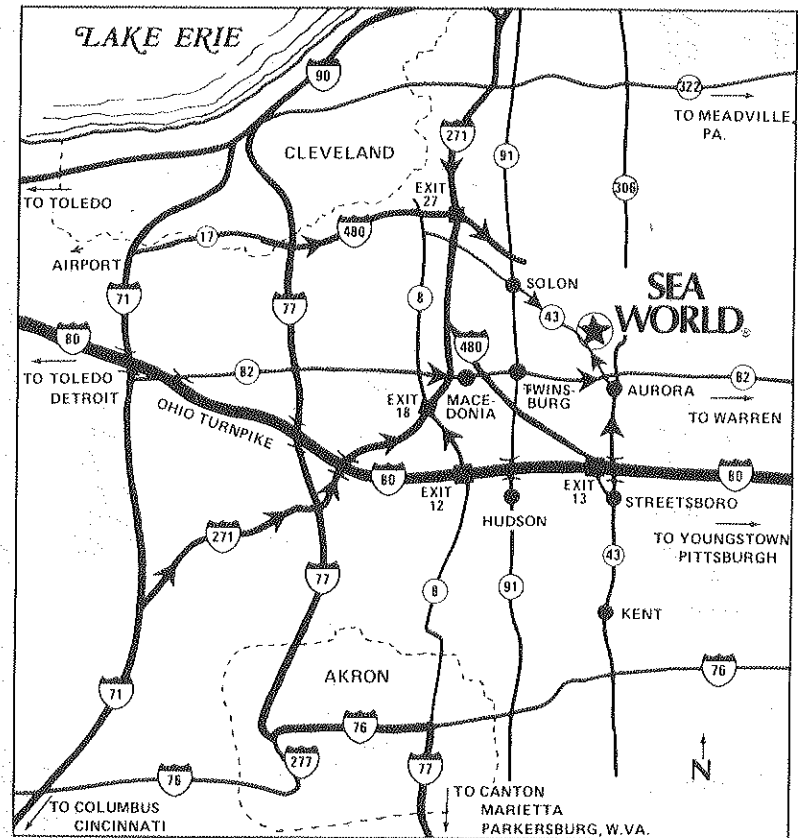 LAKE ERIE
90
322
TO MEADVILLE,
PA.
271
CLEVELAND
91
EXIT
27
306
TO TOLEDO
17
480
AIRPORT
SOLON
SEA
WORLD®
71
77
8
43
80
480
TO TOLEDO
DETROIT
82
MACE-
DONIA
TWINS-
BURG
AURORA
82
TO WARREN
OHIO TURNPIKE
EXIT
18
80
EXIT
12
EXIT
13
80
HUDSON
STREETSBORO
TO YOUNGSTOWN
PITTSBURGH
271
43
77
8
91
KENT
AKRON
76
71
76
277
N
76
77
TO COLUMBUS
CINCINNATI
TO CANTON
MARIETTA
PARKERSBURG, W.VA.